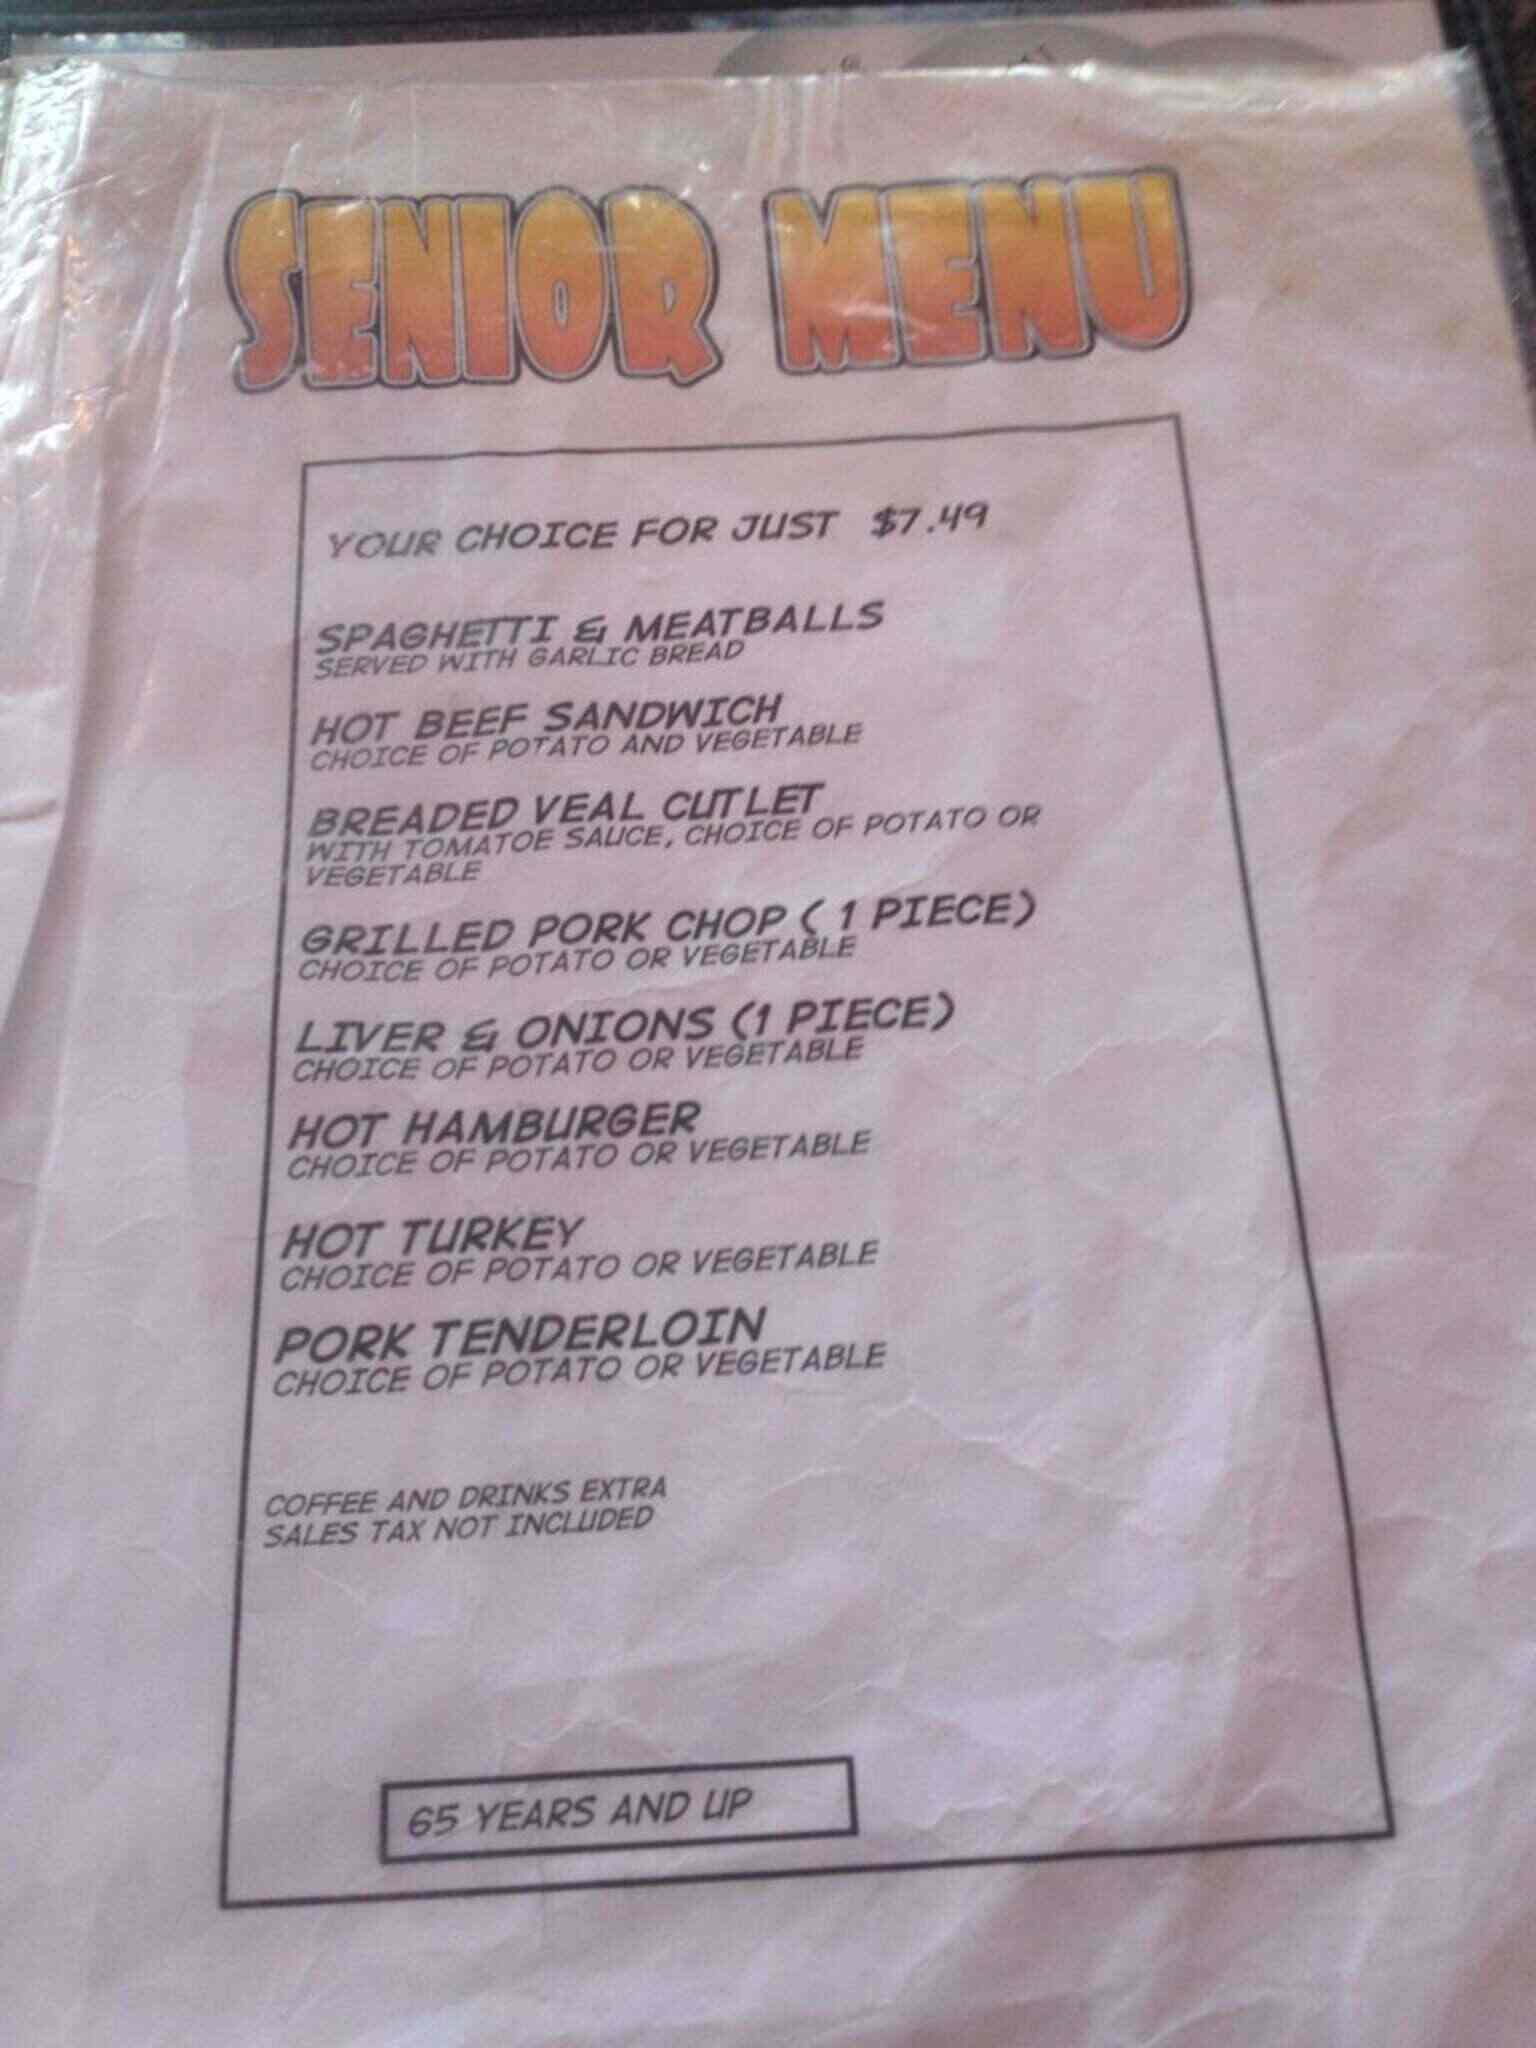 SENIOR MENU
YOUR CHOICE FOR JUST $7.49
SPAGHETTI & MEATBALLS
SERVED WITH GARLIC BREAD
HOT BEEF SANDWICH
CHOICE OF POTATO AND VEGETABLE
BREADED VEAL CUTLET
WITH TOMATOE SAUCE, CHOICE OF POTATO OR
VEGETABLE
GRILLED PORK CHOP ( 1 PIECE)
CHOICE OF POTATO OR VEGETABLE
LIVER & ONIONS (1 PIECE)
CHOICE OF POTATO OR VEGETABLE
HOT HAMBURGER
CHOICE OF POTATO OR VEGETABLE
HOT TURKEY
CHOICE OF POTATO OR VEGETABLE
PORK TENDERLOIN
CHOICE OF POTATO OR VEGETABLE
COFFEE AND DRINKS EXTRA
SALES TAX NOT INCLUDED
65 YEARS AND UP